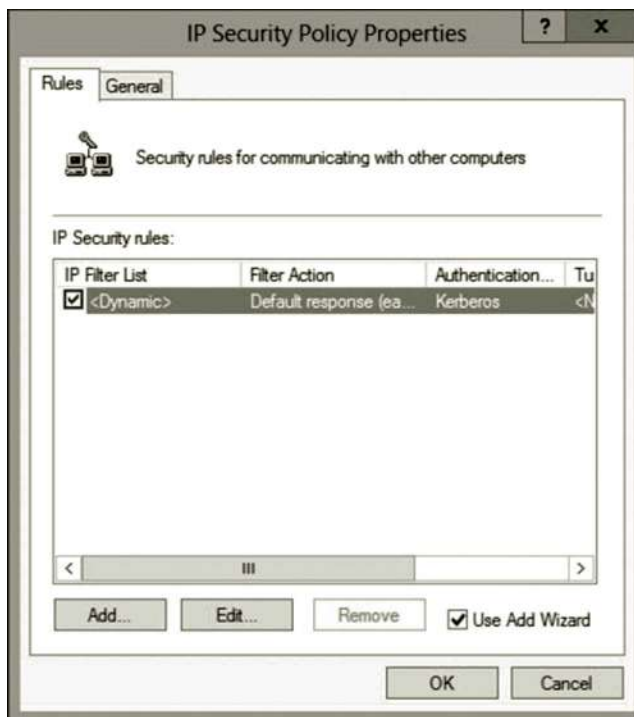 IP Security Policy Properties
? x
Rules General
Security rules for communicating with other computers
IP Security rules:
IP Filter List Filter Action Authentication... Tu
<Dynamic> Default response (ea... Kerberos <N
Add... Edit... Remove Use Add Wizard
OK Cancel